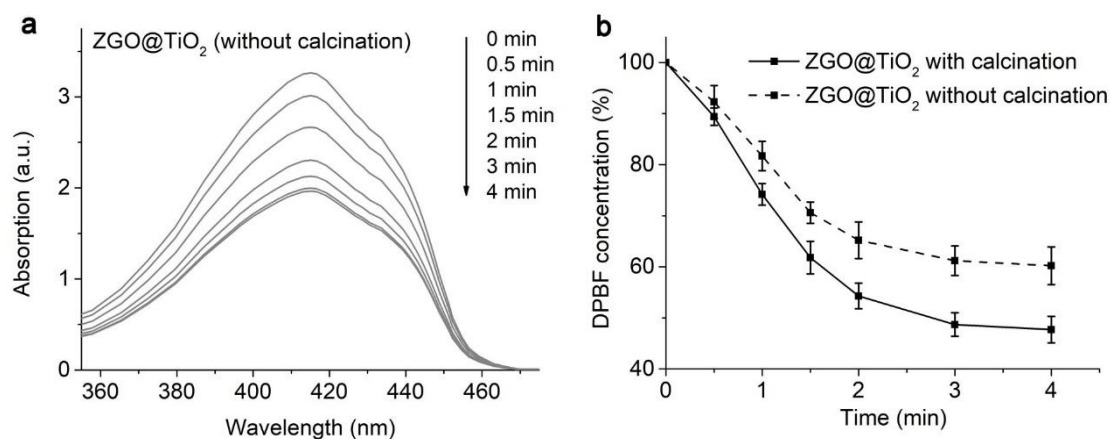 a
ZGO@TiO₂ (without calcination)
0 min
0.5 min
1 min
1.5 min
2 min
3 min
4 min
Absorption (a.u.)
3
2
1
0
360 380 400 420 440 460
Wavelength (nm)
b
ZGO@TiO₂ with calcination
ZGO@TiO₂ without calcination
DPBF concentration (%)
100
80
60
40
0 1 2 3 4
Time (min)